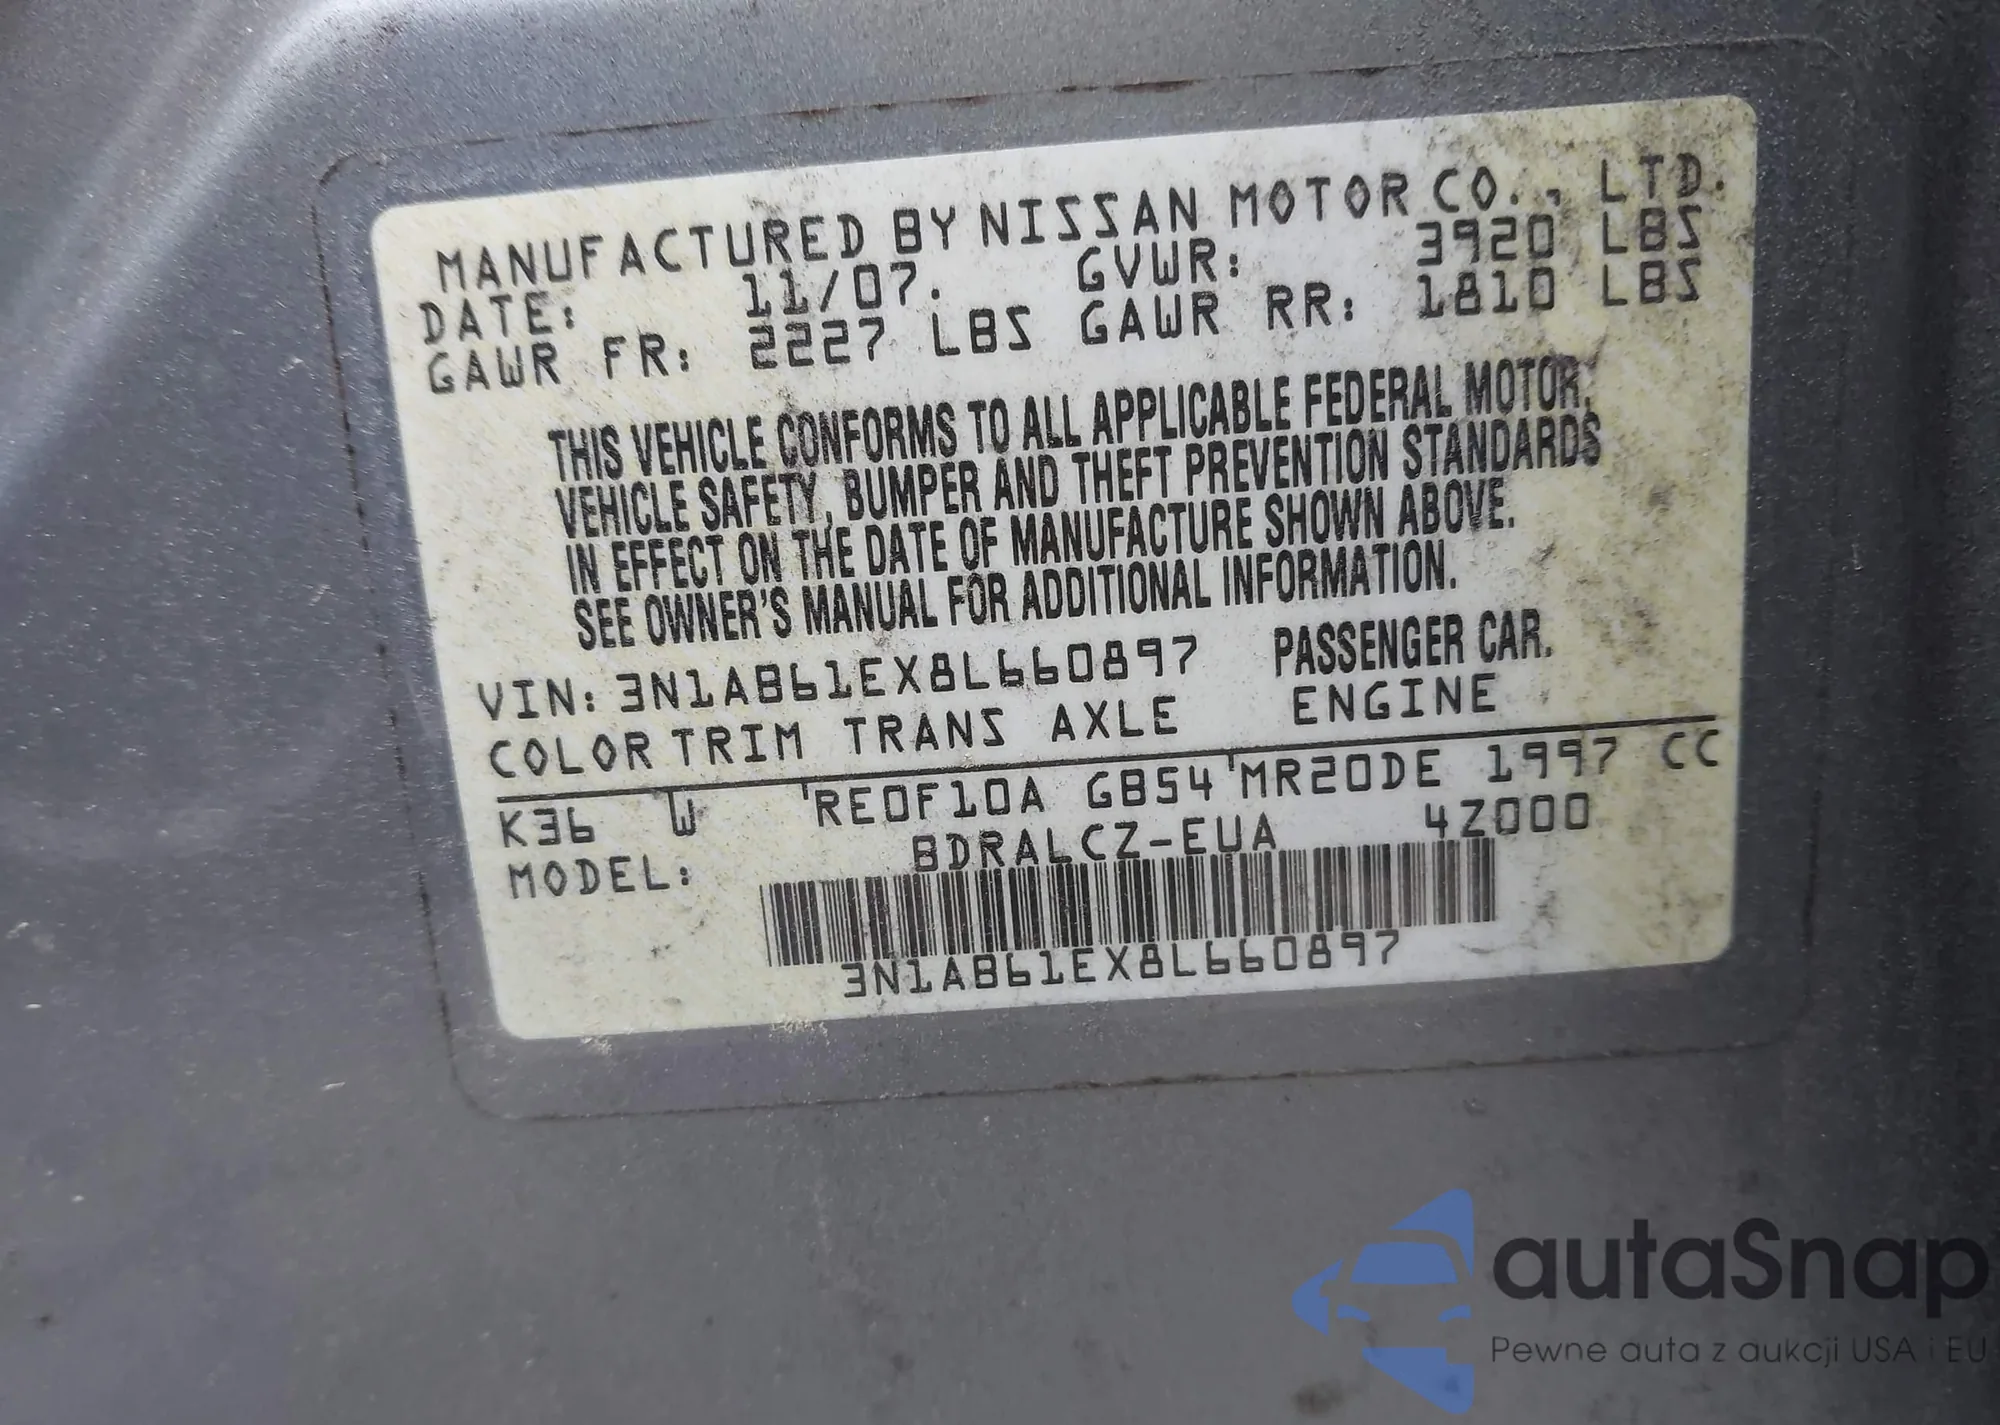 MANUFACTURED BY NISSAN MOTOR CO., LTD.
DATE: 11/07. GVWR: 3920 LBS
GAWR FR: 2227 LBS GAWR RR: 1810 LBS
THIS VEHICLE CONFORMS TO ALL APPLICABLE FEDERAL MOTOR
VEHICLE SAFETY, BUMPER AND THEFT PREVENTION STANDARDS
IN EFFECT ON THE DATE OF MANUFACTURE SHOWN ABOVE.
SEE OWNER'S MANUAL FOR ADDITIONAL INFORMATION.
VIN: 3N1AB61EX8L660897 PASSENGER CAR.
COLOR TRIM TRANS AXLE ENGINE
K36 W RE0F10A GB54 MR20DE 1997 CC
MODEL: BDRALCZ-EUA 4Z000
3N1AB61EX8L660897
autaSnap
Pewne auta z aukcji USA i EU